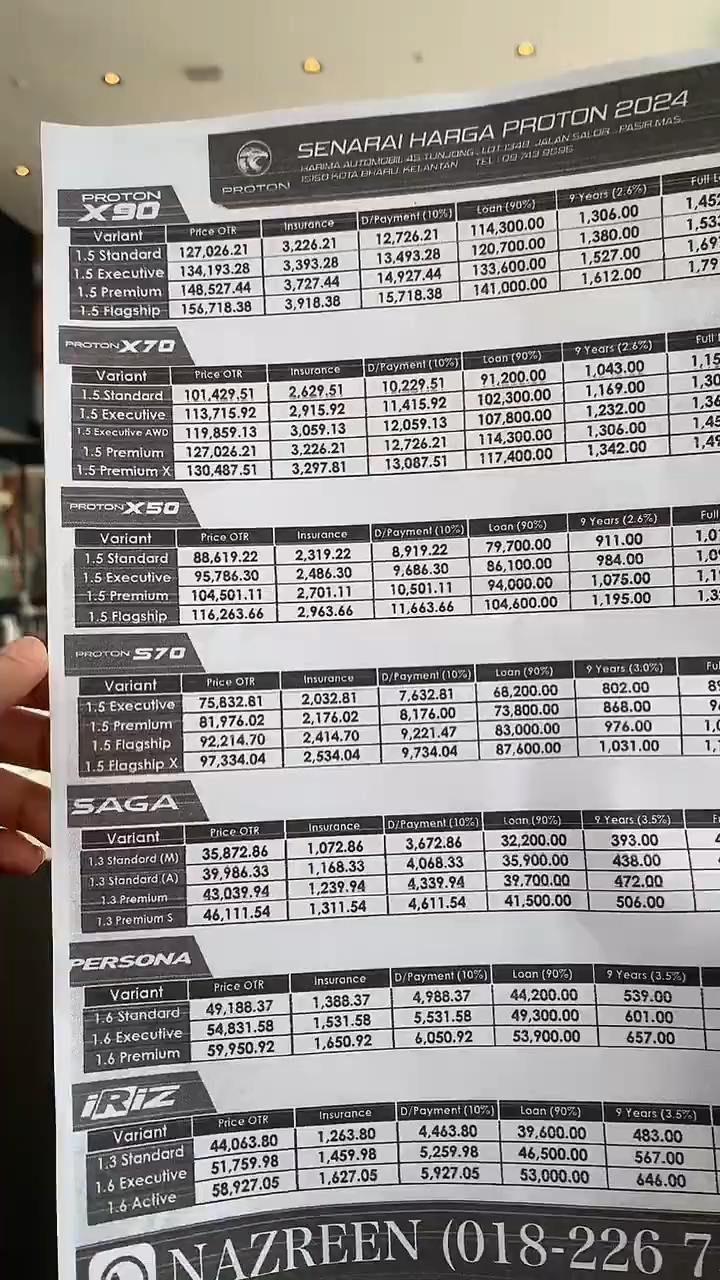 SENARAI HARGA PROTON 2024
PROTON
PROTON X90
Variant Price OTR Insurance D/Payment (10%) Loan (90%) 9 Years (2.6%)
1.5 Standard 127,026.21 3,226.21 12,726.21 114,300.00 1,306.00
1.5 Executive 134,193.28 3,393.28 13,493.28 120,700.00 1,380.00
1.5 Premium 148,527.44 3,727.44 14,927.44 133,600.00 1,527.00
1.5 Flagship 156,718.38 3,918.38 15,718.38 141,000.00 1,612.00
PROTON X70
Variant Price OTR Insurance D/Payment (10%) Loan (90%) 9 Years (2.6%) Full
1.5 Standard 101,429.51 2,629.51 10,229.51 91,200.00 1,043.00
1.5 Executive 113,715.92 2,915.92 11,415.92 102,300.00 1,169.00
1.5 Executive AWD 119,859.13 3,059.13 12,059.13 107,800.00 1,232.00
1.5 Premium 127,026.21 3,226.21 12,726.21 114,300.00 1,306.00
1.5 Premium X 130,487.51 3,297.81 13,087.51 117,400.00 1,342.00
PROTON X50
Variant Price OTR Insurance D/Payment (10%) Loan (90%) 9 Years (2.6%) Full
1.5 Standard 88,619.22 2,319.22 8,919.22 79,700.00 911.00
1.5 Executive 95,786.30 2,486.30 9,686.30 86,100.00 984.00
1.5 Premium 104,501.11 2,701.11 10,501.11 94,000.00 1,075.00
1.5 Flagship 116,263.66 2,963.66 11,663.66 104,600.00 1,195.00
PROTON S70
Variant Price OTR Insurance D/Payment (10%) Loan (90%) 9 Years (3.0%)
1.5 Executive 75,832.81 2,032.81 7,632.81 68,200.00 802.00
1.5 Premium 81,976.02 2,176.02 8,176.00 73,800.00 868.00
1.5 Flagship 92,214.70 2,414.70 9,221.47 83,000.00 976.00
1.5 Flagship X 97,334.04 2,534.04 9,734.04 87,600.00 1,031.00
SAGA
Variant Price OTR Insurance D/Payment (10%) Loan (90%) 9 Years (3.5%)
1.3 Standard (M) 35,872.86 1,072.86 3,672.86 32,200.00 393.00
1.3 Standard (A) 39,986.33 1,168.33 4,068.33 35,900.00 438.00
1.3 Premium 43,039.94 1,239.94 4,339.94 39,700.00 472.00
1.3 Premium S 46,111.54 1,311.54 4,611.54 41,500.00 506.00
PERSONA
Variant Price OTR Insurance D/Payment (10%) Loan (90%) 9 Years (3.5%)
1.6 Standard 49,188.37 1,388.37 4,988.37 44,200.00 539.00
1.6 Executive 54,831.58 1,531.58 5,531.58 49,300.00 601.00
1.6 Premium 59,950.92 1,650.92 6,050.92 53,900.00 657.00
iRiZ
Variant Price OTR Insurance D/Payment (10%) Loan (90%) 9 Years (3.5%)
1.3 Standard 44,063.80 1,263.80 4,463.80 39,600.00 483.00
1.6 Executive 51,759.98 1,459.98 5,259.98 46,500.00 567.00
1.6 Active 58,927.05 1,627.05 5,927.05 53,000.00 646.00
NAZREEN (018-226 7